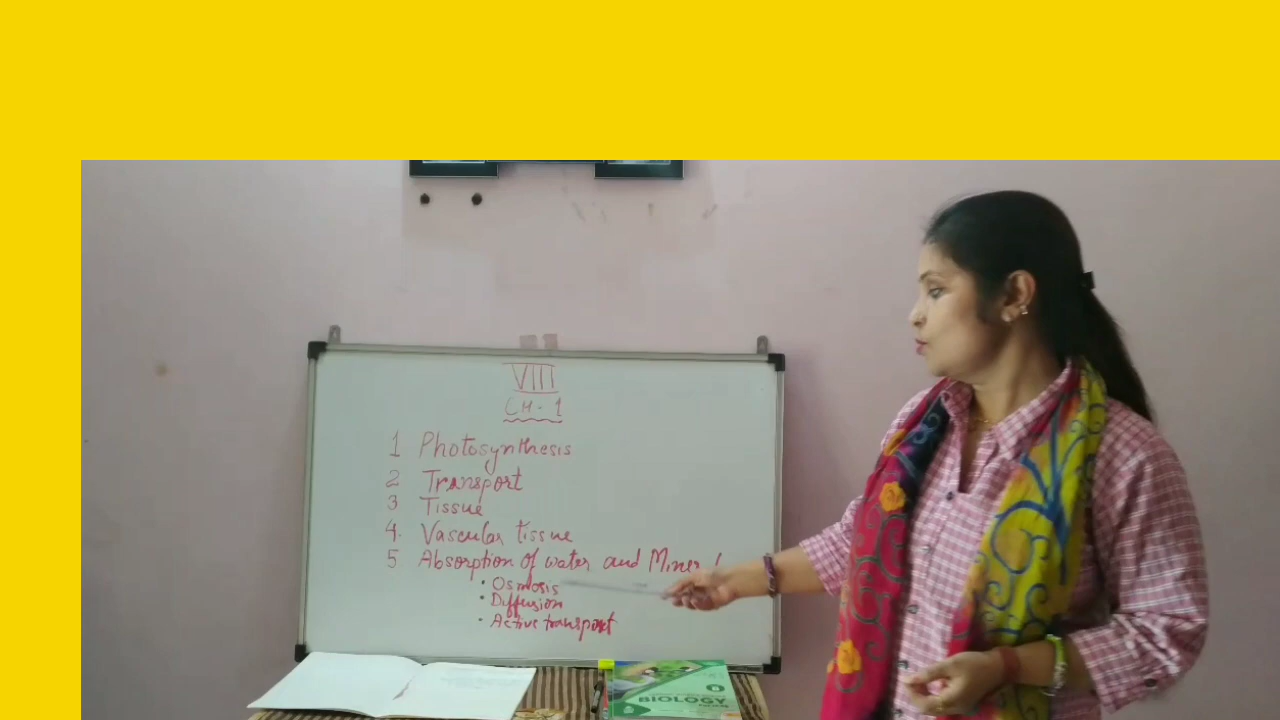 VIII
CH - 1
1 Photosynthesis
2 Transport
3 Tissue
4. Vascular tissue
5 Absorption of water and Miner
• Osmosis
• Diffusion
• Active transport
BIOLOGY